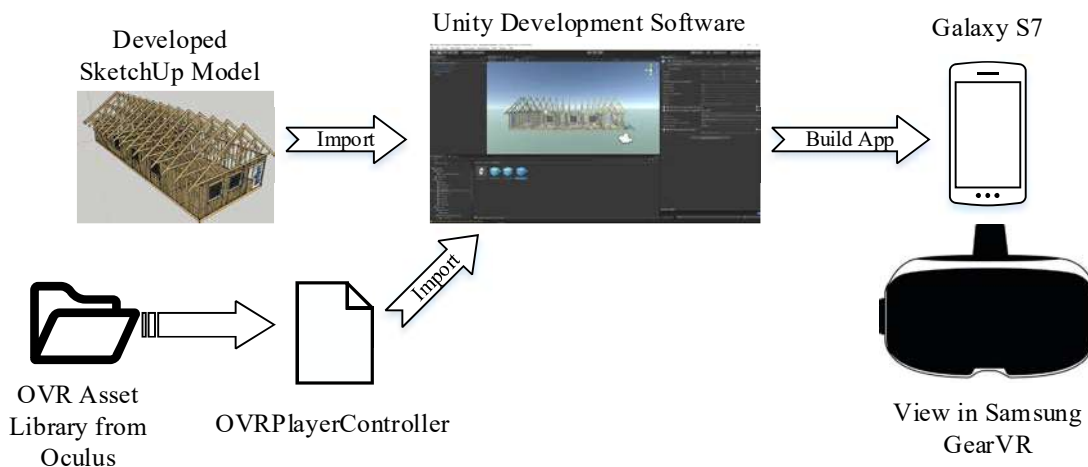 Developed
SketchUp Model
Unity Development Software
Galaxy S7
Import
Build App
Import
OVR Asset
Library from
Oculus
OVRPlayerController
View in Samsung
GearVR